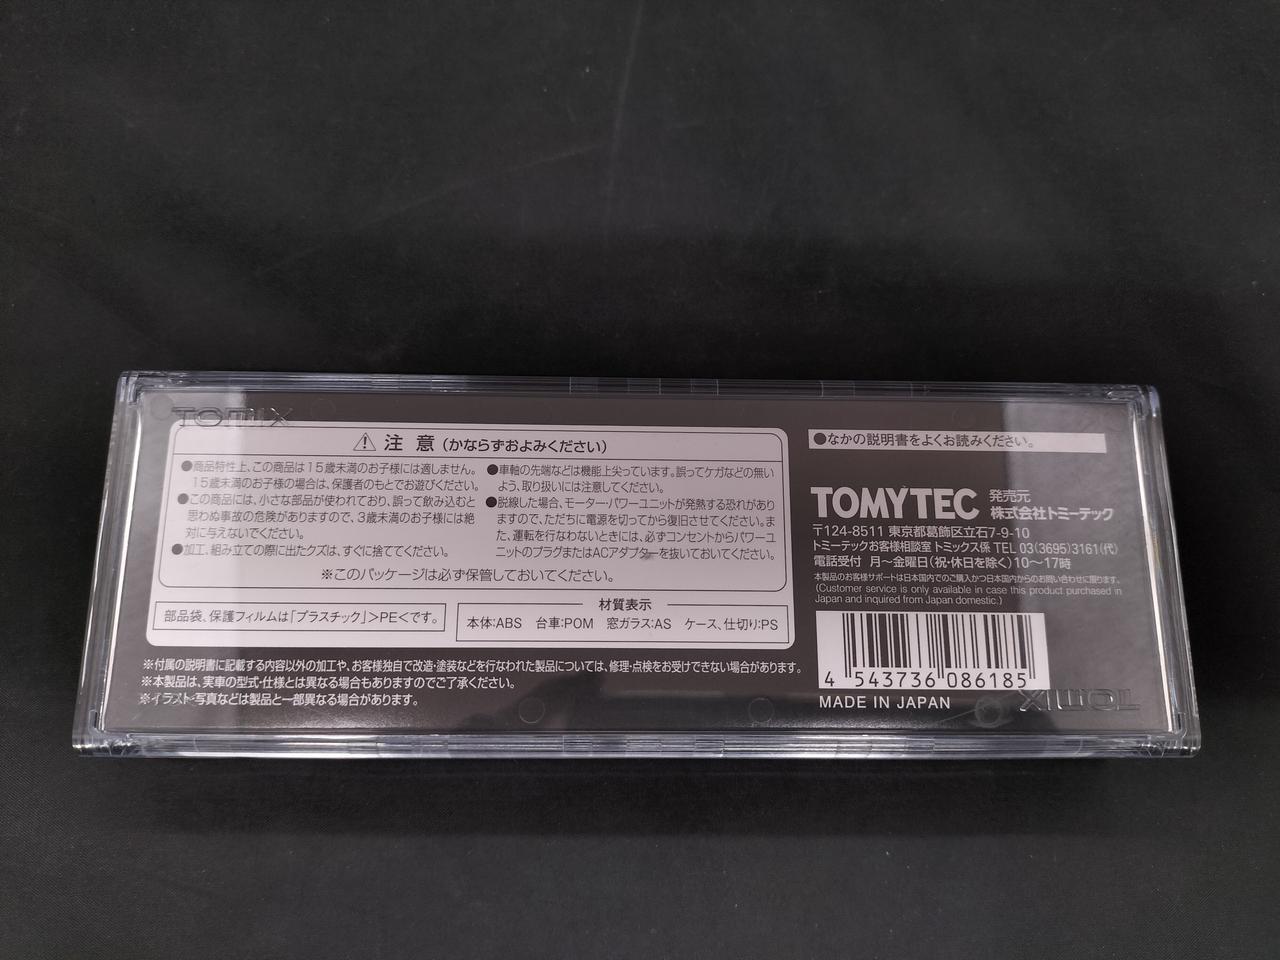 TOMIX
注意(かならずおよみください)
●商品特性上、この商品は15歳未満のお子様には適しません。
15歳未満のお子様の場合は、保護者のもとでお遊びください。
●この商品には、小さな部品が使われており、誤って飲み込むと
思わぬ事故の危険がありますので、3歳未満のお子様には絶
対に与えないでください。
●加工、組み立ての際に出たクズは、すぐに捨ててください。
●車軸の先端などは機能上尖っています。誤ってケガなどの無い
よう、取り扱いには注意してください。
●脱線した場合、モーター・パワーユニットが発熱する恐れがあり
ますので、ただちに電源を切ってから復旧させてください。ま
た、運転を行わないときには、必ずコンセントからパワーユ
ニットのプラグまたはACアダプターを抜いておいてください。
※このパッケージは必ず保管しておいてください。
部品袋、保護フィルムは「プラスチック」>PE<です。
材質表示
本体:ABS 台車:POM 窓ガラス:AS ケース、仕切り:PS
※付属の説明書に記載する内容以外の加工や、お客様独自で改造・塗装などを行なわれた製品については、修理・点検をお受けできない場合があります。
※本製品は、実車の型式・仕様とは異なる場合もありますのでご了承ください。
※イラスト・写真などは製品と一部異なる場合があります。
●なかの説明書をよくお読みください。
TOMYTEC 発売元
株式会社トミーテック
〒124-8511 東京都葛飾区立石7-9-10
トミーテックお客様相談室 トミックス係 TEL 03(3695)3161(代)
電話受付 月〜金曜日(祝・休日を除く)10〜17時
本製品のお客様サポートは日本国内でのご購入かつ日本国内からのお問い合わせに限ります。
(Customer service is only available in case this product purchased in
Japan and inquired from Japan domestic.)
4 543736 086185
MADE IN JAPAN
TOMIX